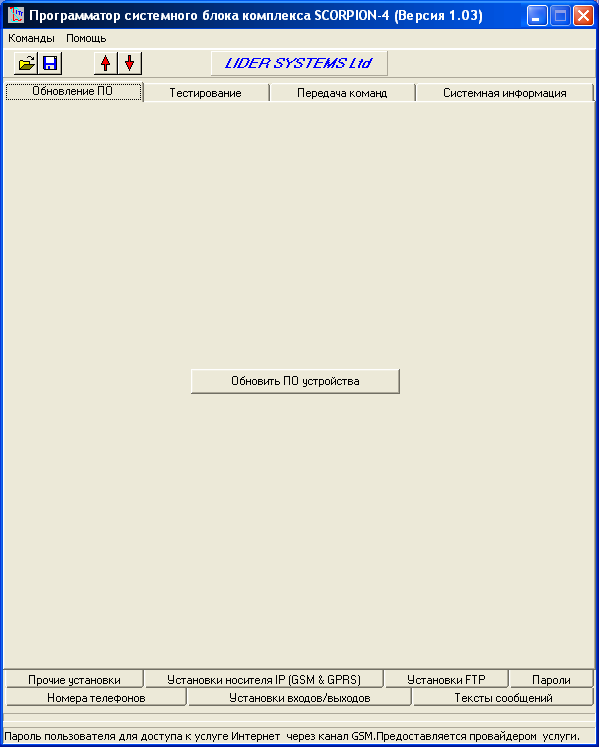 Программатор системного блока комплекса SCORPION-4 (Версия 1.03)
Команды Помощь
LIDER SYSTEMS Ltd
Обновление ПО Тестирование Передача команд Системная информация
Обновить ПО устройства
Прочие установки Установки носителя IP (GSM & GPRS) Установки FTP Пароли
Номера телефонов Установки входов/выходов Тексты сообщений
Пароль пользователя для доступа к услуге Интернет через канал GSM.Предоставляется провайдером услуги.